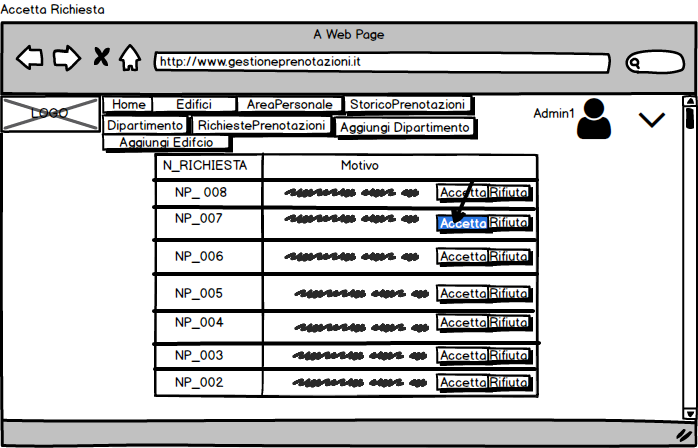 Accetta Richiesta
A Web Page
http://www.gestioneprenotazioni.it
LOGO
Home Edifici AreaPersonale StoricoPrenotazioni
Admin1
Dipartimento RichiestePrenotazioni Aggiungi Dipartimento
Aggiungi Edifcio
N_RICHIESTA Motivo
NP_ 008 Accetta Rifiuta
NP_007 Accetta Rifiuta
NP_006 Accetta Rifiuta
NP_005 Accetta Rifiuta
NP_004 Accetta Rifiuta
NP_003 Accetta Rifiuta
NP_002 Accetta Rifiuta